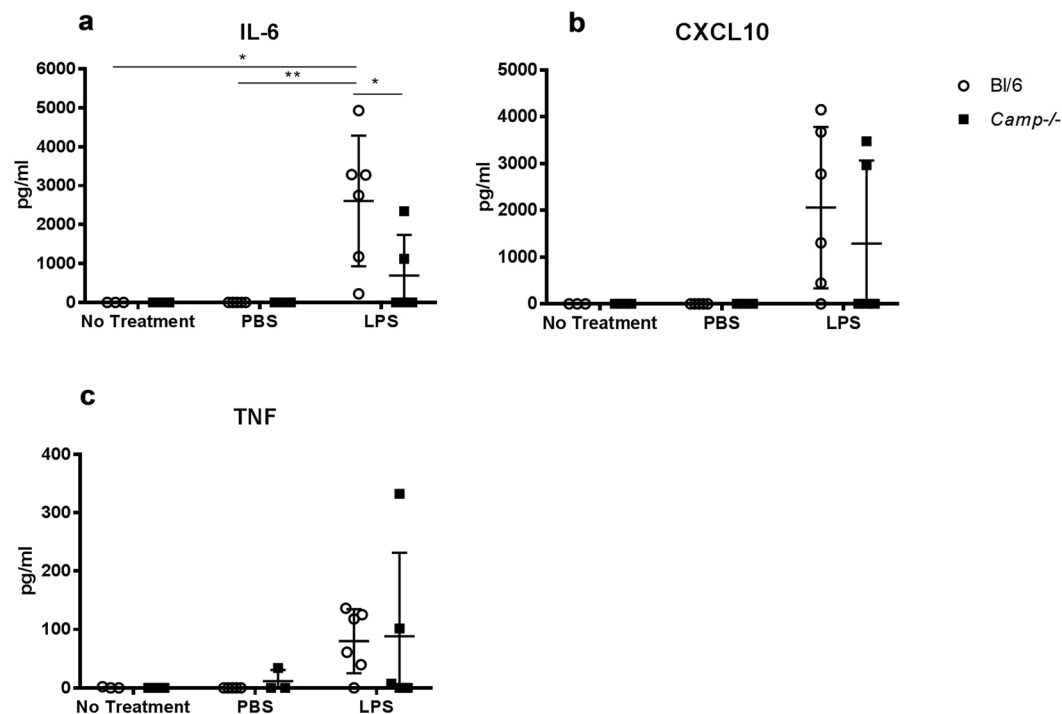 a
IL-6
*
**
*
6000
5000
4000
3000
2000
1000
0
pg/ml
No Treatment PBS LPS
b
CXCL10
5000
4000
3000
2000
1000
0
pg/ml
No Treatment PBS LPS
Bl/6
Camp-/-
c
TNF
400
300
200
100
0
pg/ml
No Treatment PBS LPS